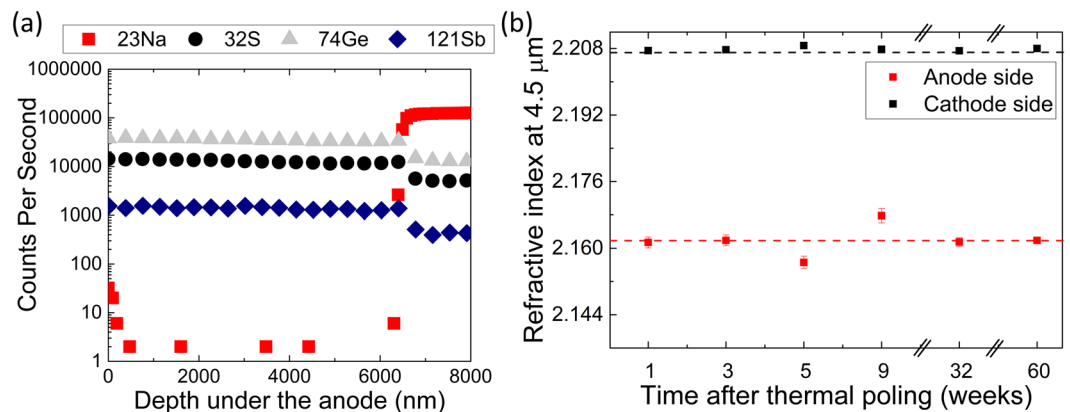 (a)
23Na 32S 74Ge 121Sb
Counts Per Second
1000000
100000
10000
1000
100
10
1
0 2000 4000 6000 8000
Depth under the anode (nm)
(b)
Refractive index at 4.5 μm
2.208
2.192
2.176
2.160
2.144
Anode side
Cathode side
1 3 5 9 32 60
Time after thermal poling (weeks)